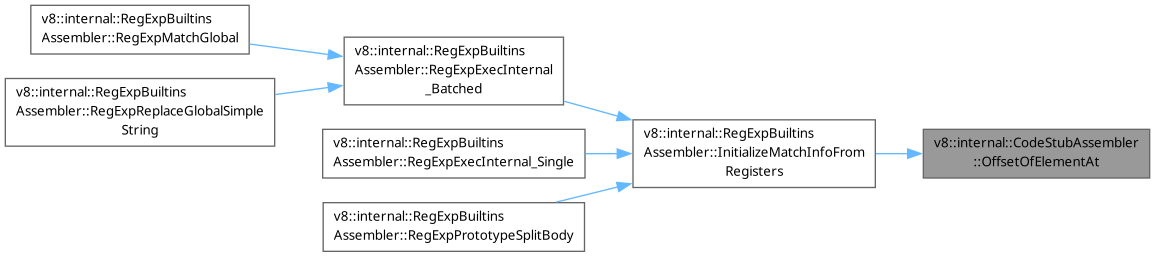 v8::internal::RegExpBuiltins
Assembler::RegExpMatchGlobal
v8::internal::RegExpBuiltins
Assembler::RegExpReplaceGlobalSimple
String
v8::internal::RegExpBuiltins
Assembler::RegExpExecInternal
_Batched
v8::internal::RegExpBuiltins
Assembler::RegExpExecInternal_Single
v8::internal::RegExpBuiltins
Assembler::RegExpPrototypeSplitBody
v8::internal::RegExpBuiltins
Assembler::InitializeMatchInfoFrom
Registers
v8::internal::CodeStubAssembler
::OffsetOfElementAt